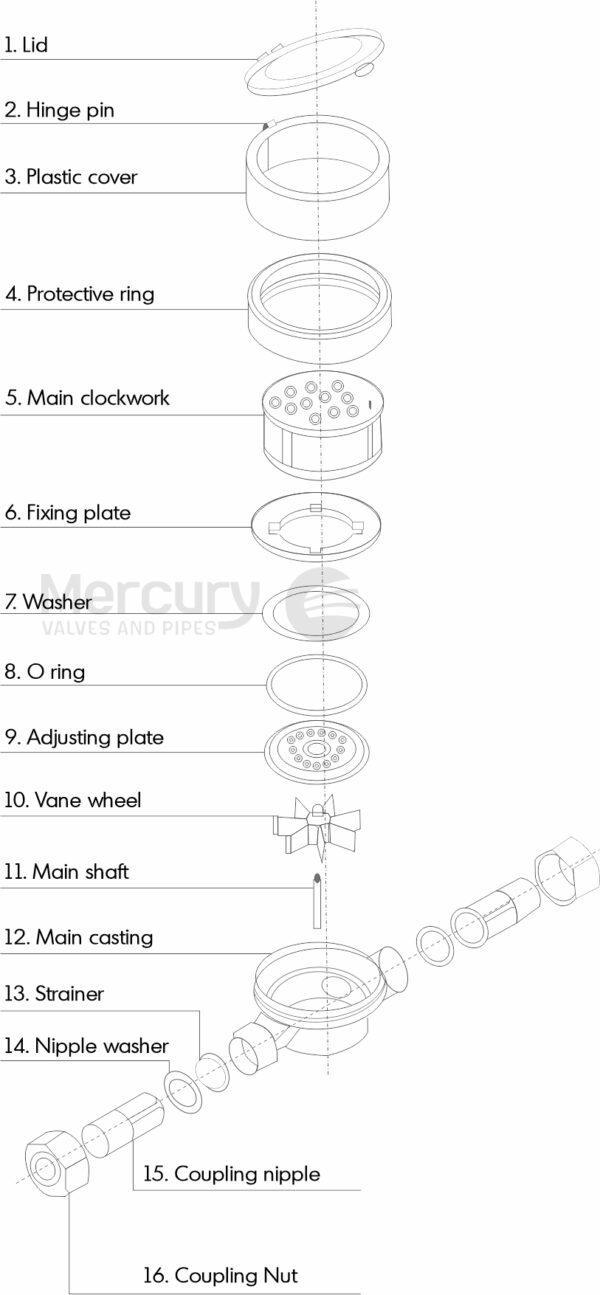 1. Lid
2. Hinge pin
3. Plastic cover
4. Protective ring
5. Main clockwork
6. Fixing plate
Mercury
7. Washer
VALVES AND PIPES
8. O ring
9. Adjusting plate
10. Vane wheel
11. Main shaft
12. Main casting
13. Strainer
14. Nipple washer
15. Coupling nipple
16. Coupling Nut